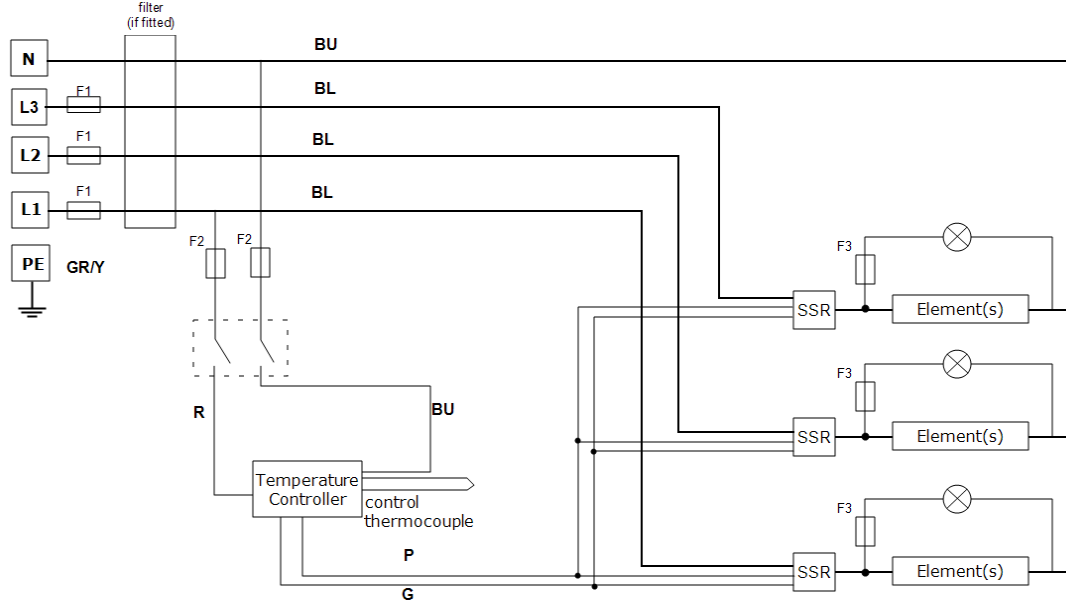 filter
(if fitted)
N
BU
L3
F1
BL
L2
F1
BL
L1
F1
BL
PE
GR/Y
F2
F2
F3
SSR
Element(s)
F3
SSR
Element(s)
R
BU
Temperature
Controller
control
thermocouple
F3
SSR
Element(s)
P
G